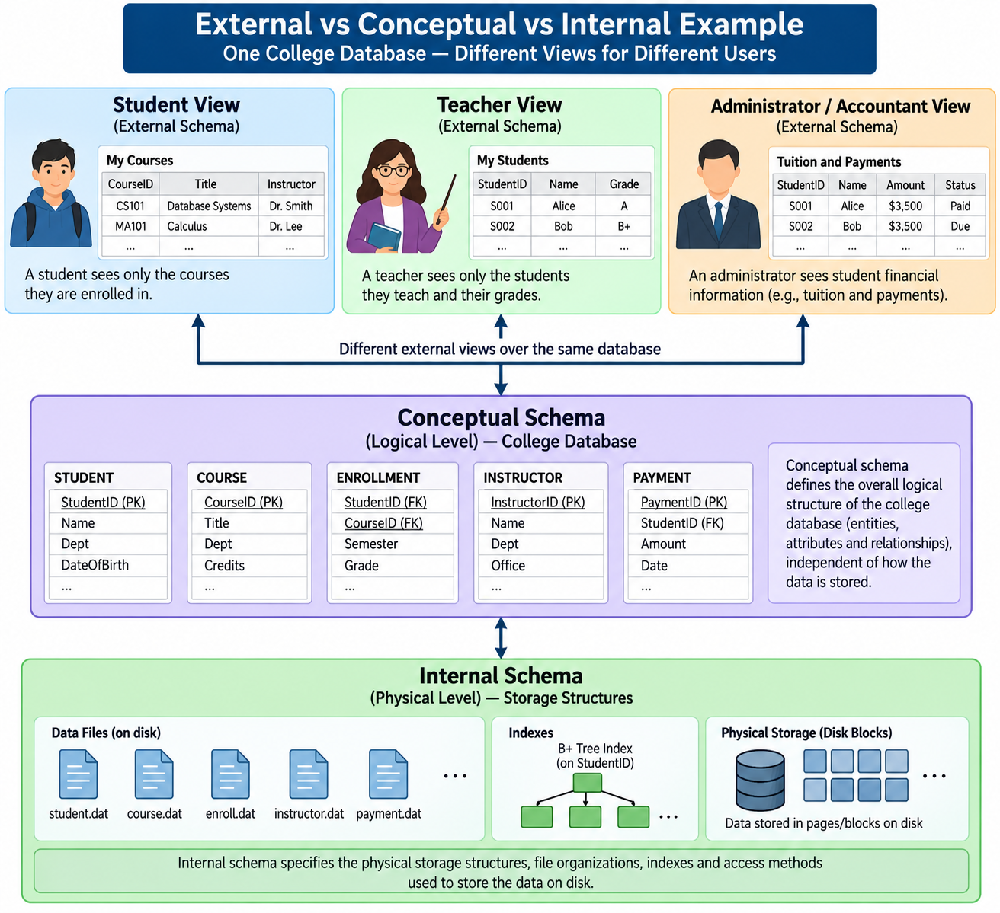 External vs Conceptual vs Internal Example
One College Database — Different Views for Different Users
Student View
(External Schema)
My Courses
CourseID Title Instructor
CS101 Database Systems Dr. Smith
MA101 Calculus Dr. Lee
... ... ...
A student sees only the courses
they are enrolled in.
Teacher View
(External Schema)
My Students
StudentID Name Grade
S001 Alice A
S002 Bob B+
... ... ...
A teacher sees only the students
they teach and their grades.
Administrator / Accountant View
(External Schema)
Tuition and Payments
StudentID Name Amount Status
S001 Alice $3,500 Paid
S002 Bob $3,500 Due
... ... ... ...
An administrator sees student financial
information (e.g., tuition and payments).
Different external views over the same database
Conceptual Schema
(Logical Level) — College Database
STUDENT
StudentID (PK)
Name
Dept
DateOfBirth
...
COURSE
CourseID (PK)
Title
Dept
Credits
...
ENROLLMENT
StudentID (FK)
CourseID (FK)
Semester
Grade
...
INSTRUCTOR
InstructorID (PK)
Name
Dept
Office
...
PAYMENT
PaymentID (PK)
StudentID (FK)
Amount
Date
...
Conceptual schema
defines the overall logical
structure of the college
database (entities,
attributes and relationships),
independent of how the
data is stored.
Internal Schema
(Physical Level) — Storage Structures
Data Files (on disk)
student.dat course.dat enroll.dat instructor.dat payment.dat
...
Indexes
B+ Tree Index
(on StudentID)
...
Physical Storage (Disk Blocks)
...
Data stored in pages/blocks on disk
Internal schema specifies the physical storage structures, file organizations, indexes and access methods
used to store the data on disk.